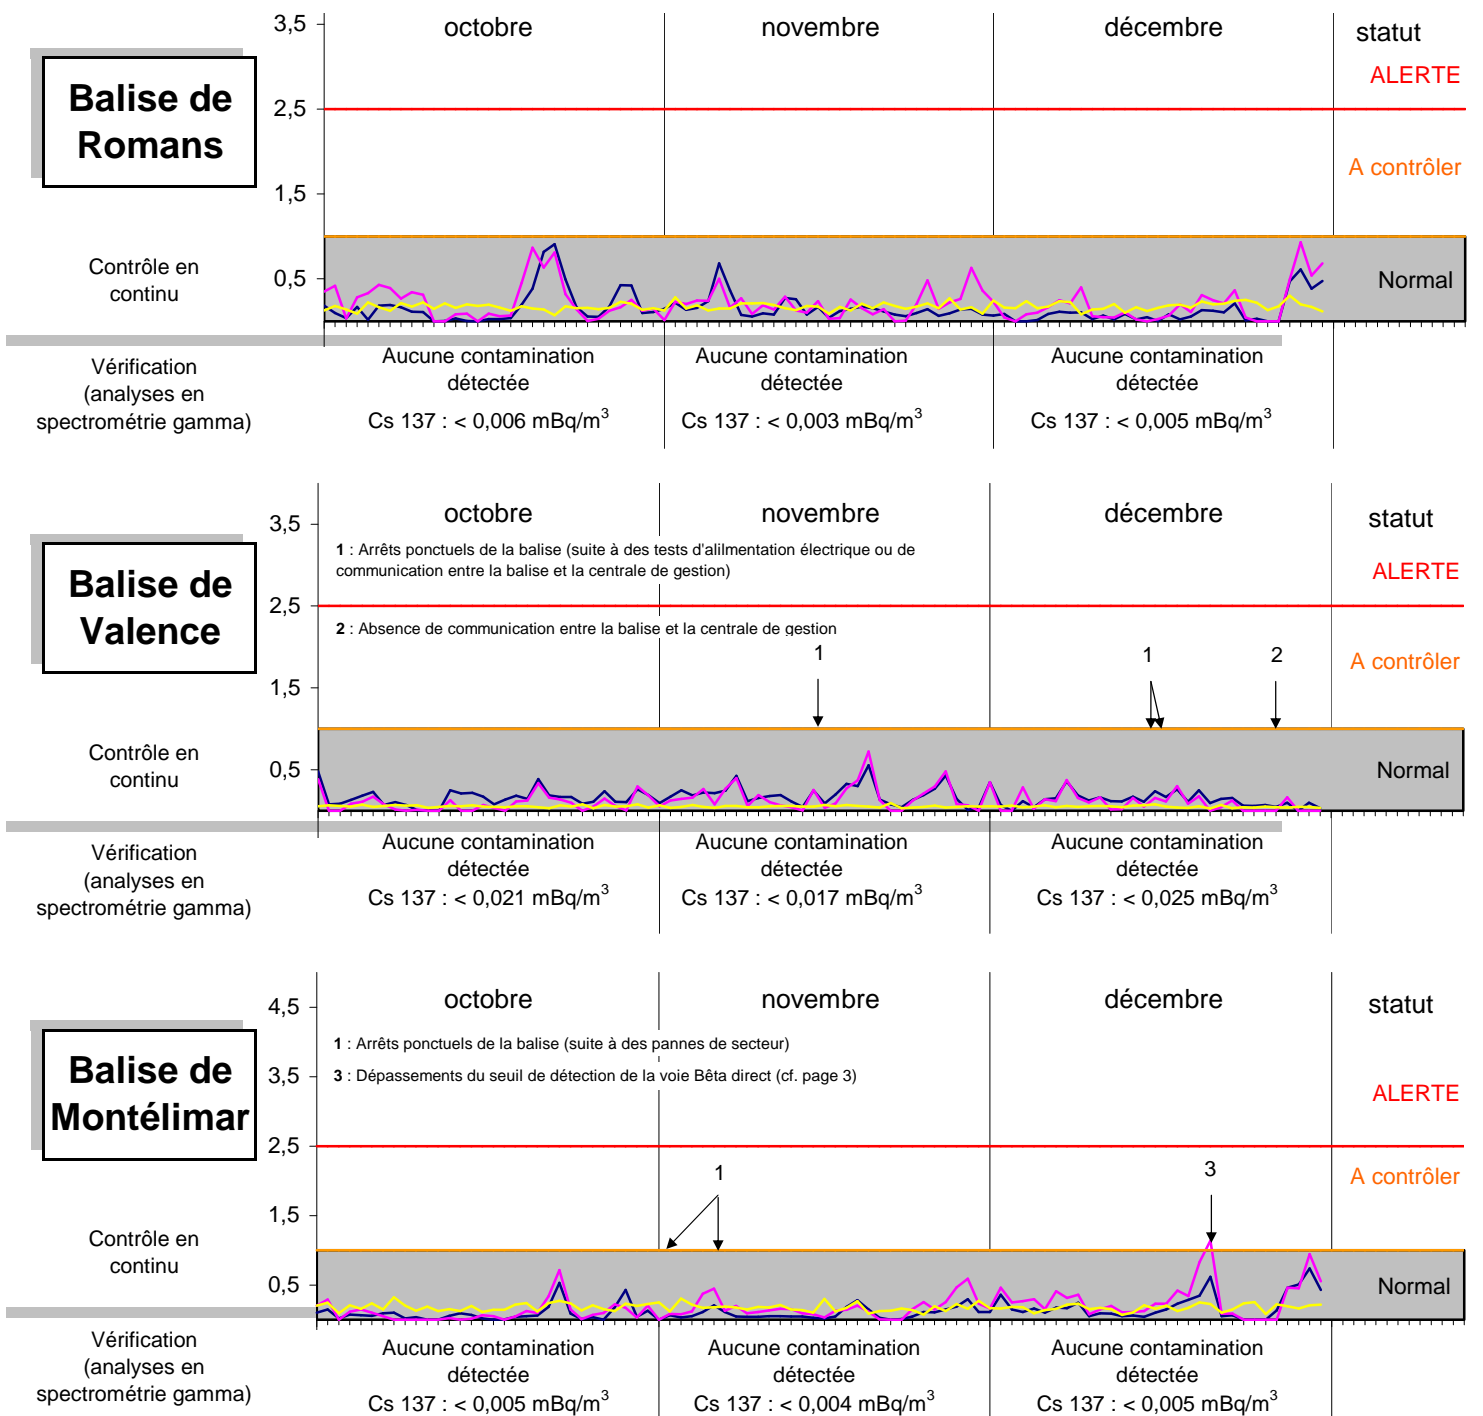 3,5
octobre
novembre
décembre
statut
ALERTE
Balise de
Romans
2,5
A contrôler
1,5
Contrôle en
continu
0,5
Normal
Vérification
(analyses en
spectrométrie gamma)
Aucune contamination
détectée
Cs 137 : < 0,006 mBq/m³
Aucune contamination
détectée
Cs 137 : < 0,003 mBq/m³
Aucune contamination
détectée
Cs 137 : < 0,005 mBq/m³
octobre
novembre
décembre
statut
3,5
1 : Arrêts ponctuels de la balise (suite à des tests d'alilmentation électrique ou de
communication entre la balise et la centrale de gestion)
ALERTE
Balise de
Valence
2,5
2 : Absence de communication entre la balise et la centrale de gestion
1
1
2
A contrôler
1,5
Contrôle en
continu
0,5
Normal
Vérification
(analyses en
spectrométrie gamma)
Aucune contamination
détectée
Cs 137 : < 0,021 mBq/m³
Aucune contamination
détectée
Cs 137 : < 0,017 mBq/m³
Aucune contamination
détectée
Cs 137 : < 0,025 mBq/m³
4,5
octobre
novembre
décembre
statut
1 : Arrêts ponctuels de la balise (suite à des pannes de secteur)
3,5
3 : Dépassements du seuil de détection de la voie Bêta direct (cf. page 3)
ALERTE
Balise de
Montélimar
2,5
1
3
A contrôler
1,5
Contrôle en
continu
0,5
Normal
Vérification
(analyses en
spectrométrie gamma)
Aucune contamination
détectée
Cs 137 : < 0,005 mBq/m³
Aucune contamination
détectée
Cs 137 : < 0,004 mBq/m³
Aucune contamination
détectée
Cs 137 : < 0,005 mBq/m³